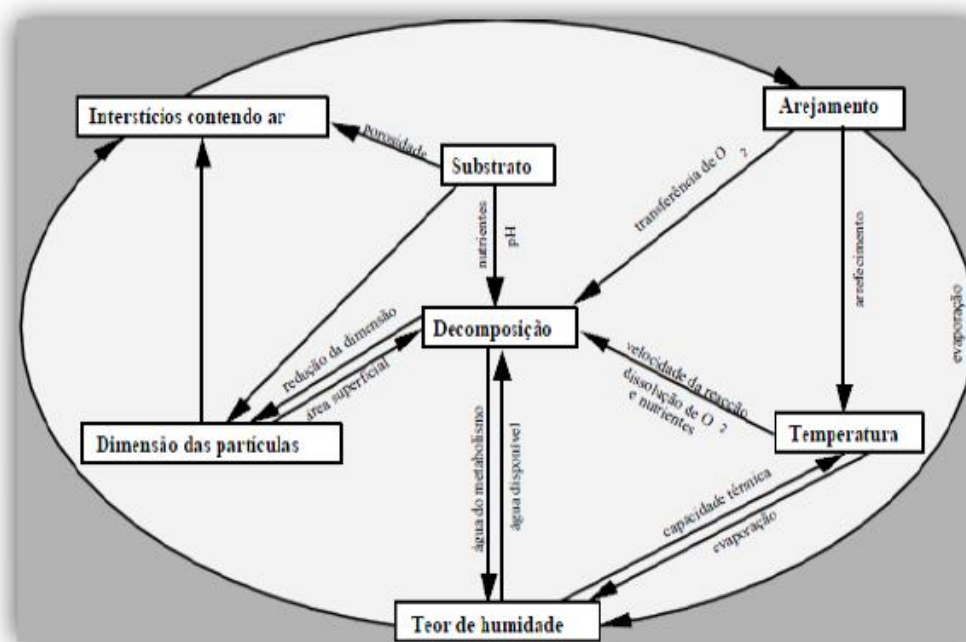 Interstícios contendo ar
Arejamento
porosidade
Substrato
transferência de O 2
nutrientes
pH
arrefecimento
evaporação
Decomposição
redução da dimensão
área superficial
velocidade da reacção
dissolução de O 2
e nutrientes
Dimensão das partículas
Temperatura
água do metabolismo
água disponível
capacidade térmica
evaporação
Teor de humidade